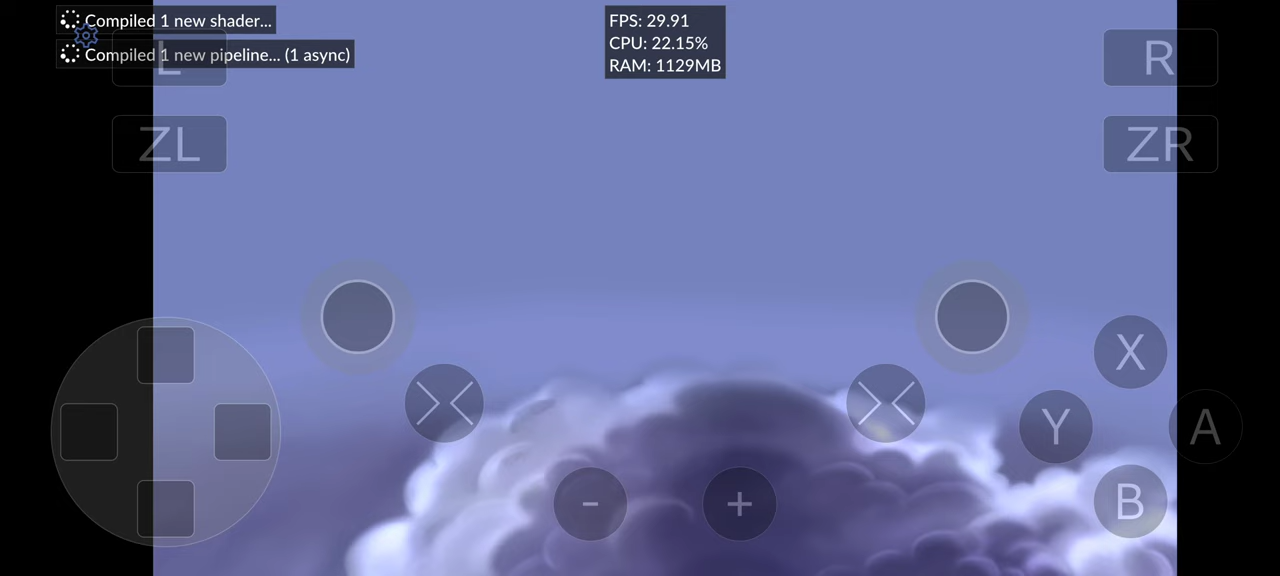 Compiled 1 new shader...
Compiled 1 new pipeline... (1 async)
FPS: 29.91
CPU: 22.15%
RAM: 1129MB
L
R
ZL
ZR
X
Y
A
B
-
+